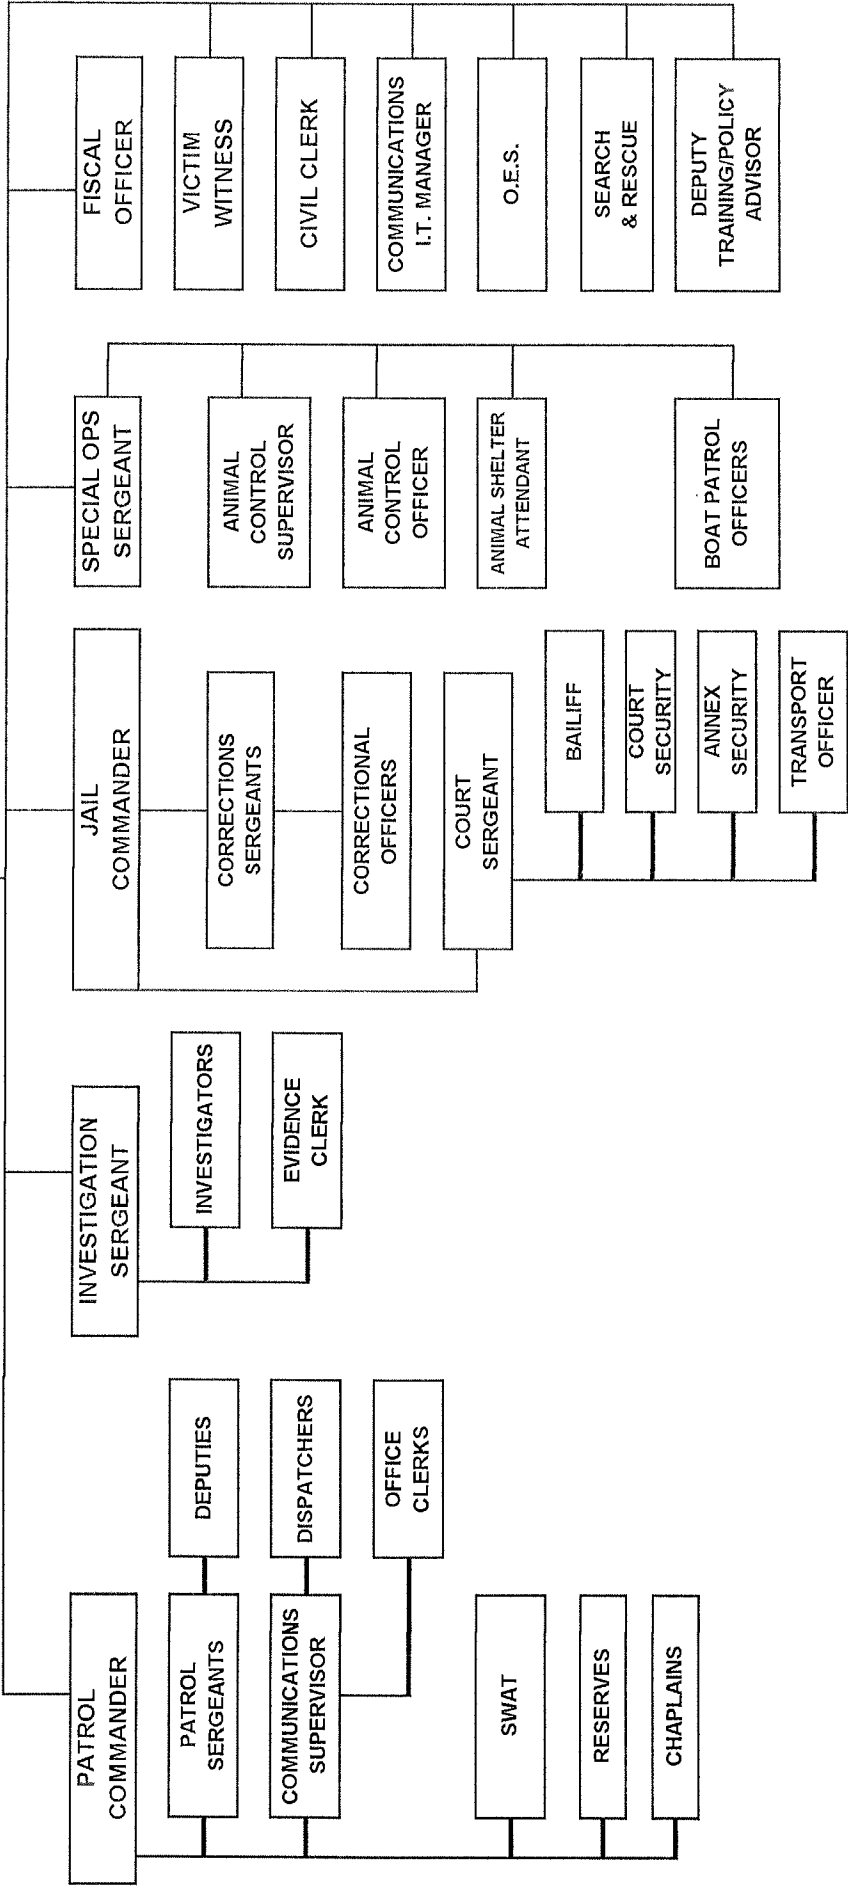 PATROL
COMMANDER
PATROL
SERGEANTS
DEPUTIES
COMMUNICATIONS
SUPERVISOR
DISPATCHERS
OFFICE
CLERKS
SWAT
RESERVES
CHAPLAINS
INVESTIGATION
SERGEANT
INVESTIGATORS
EVIDENCE
CLERK
JAIL
COMMANDER
CORRECTIONS
SERGEANTS
CORRECTIONAL
OFFICERS
COURT
SERGEANT
BAILIFF
COURT
SECURITY
ANNEX
SECURITY
TRANSPORT
OFFICER
SPECIAL OPS
SERGEANT
ANIMAL
CONTROL
SUPERVISOR
ANIMAL
CONTROL
OFFICER
ANIMAL SHELTER
ATTENDANT
BOAT PATROL
OFFICERS
FISCAL
OFFICER
VICTIM
WITNESS
CIVIL CLERK
COMMUNICATIONS
I.T. MANAGER
O.E.S.
SEARCH
& RESCUE
DEPUTY
TRAINING/POLICY
ADVISOR